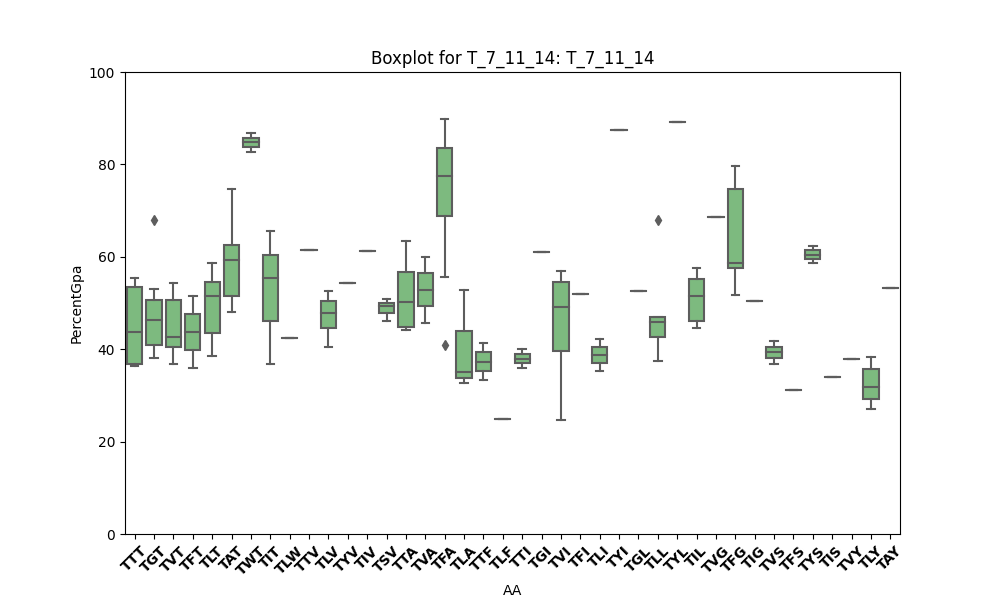 Boxplot for T_7_11_14: T_7_11_14
PercentGpa
100
80
60
40
20
0
TTT TGT TVT TFT TLT TAT TWT TIT TLW TTV TLV TYV TIV TSV TTA TVA TFA TLA TTF TLF TTI TGI TVI TFI TLI TYI TGL TLL TYL TIL TVG TFG TIG TVS TFS TYS TIS TVY TLY TAY
AA